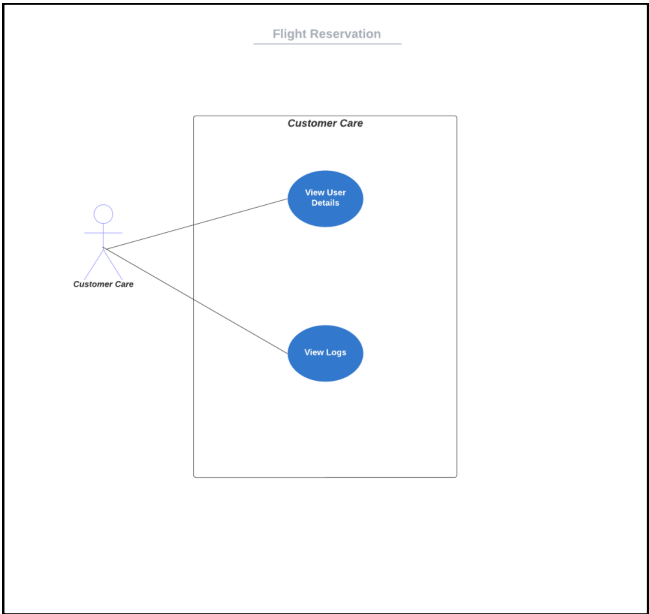 Flight Reservation
Customer Care
View User
Details
Customer Care
View Logs